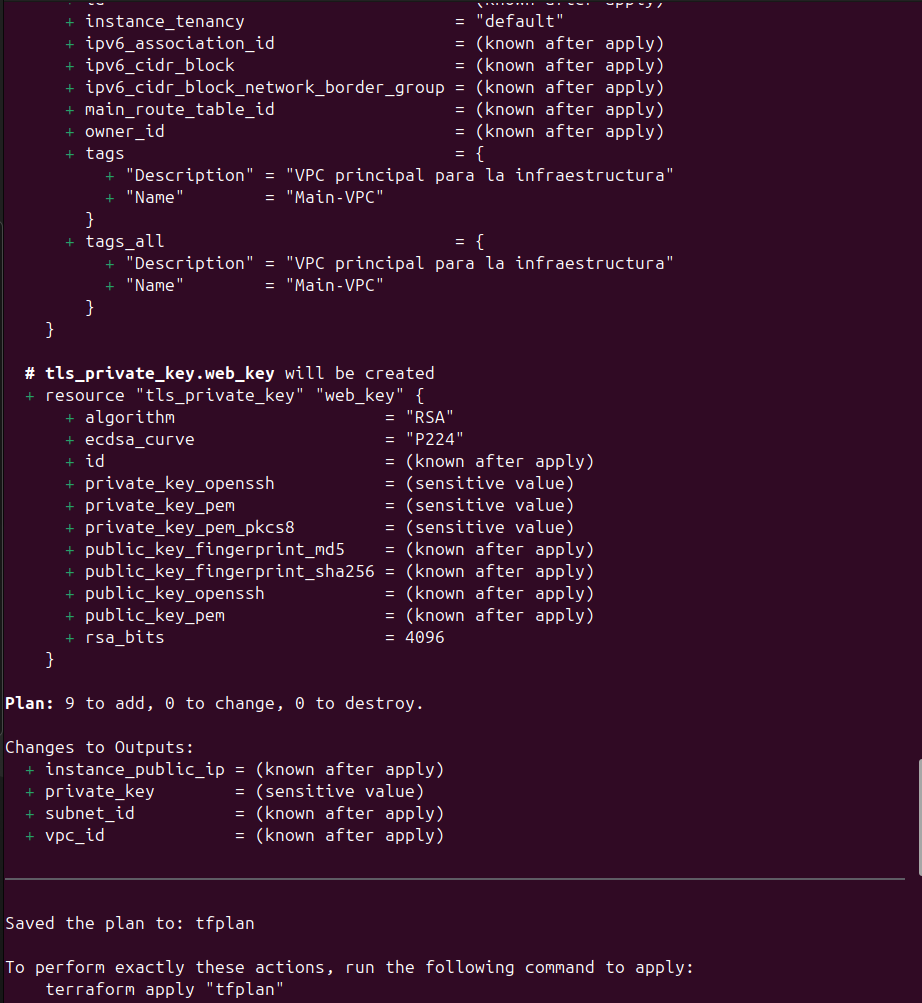 + instance_tenancy = "default"
+ ipv6_association_id = (known after apply)
+ ipv6_cidr_block = (known after apply)
+ ipv6_cidr_block_network_border_group = (known after apply)
+ main_route_table_id = (known after apply)
+ owner_id = (known after apply)
+ tags = {
+ "Description" = "VPC principal para la infraestructura"
+ "Name" = "Main-VPC"
}
+ tags_all = {
+ "Description" = "VPC principal para la infraestructura"
+ "Name" = "Main-VPC"
}
}
# tls_private_key.web_key will be created
+ resource "tls_private_key" "web_key" {
+ algorithm = "RSA"
+ ecdsa_curve = "P224"
+ id = (known after apply)
+ private_key_openssh = (sensitive value)
+ private_key_pem = (sensitive value)
+ private_key_pem_pkcs8 = (sensitive value)
+ public_key_fingerprint_md5 = (known after apply)
+ public_key_fingerprint_sha256 = (known after apply)
+ public_key_openssh = (known after apply)
+ public_key_pem = (known after apply)
+ rsa_bits = 4096
}
Plan: 9 to add, 0 to change, 0 to destroy.
Changes to Outputs:
+ instance_public_ip = (known after apply)
+ private_key = (sensitive value)
+ subnet_id = (known after apply)
+ vpc_id = (known after apply)
Saved the plan to: tfplan
To perform exactly these actions, run the following command to apply:
terraform apply "tfplan"